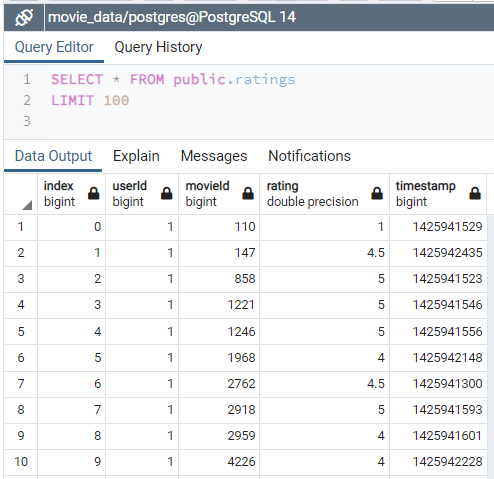 movie_data/postgres@PostgreSQL 14
Query Editor Query History
1 SELECT * FROM public.ratings
2 LIMIT 100
3
Data Output Explain Messages Notifications
index userId movieId rating timestamp
bigint bigint bigint double precision bigint
1 0 1 110 1 1425941529
2 1 1 147 4.5 1425942435
3 2 1 858 5 1425941523
4 3 1 1221 5 1425941546
5 4 1 1246 5 1425941556
6 5 1 1968 4 1425942148
7 6 1 2762 4.5 1425941300
8 7 1 2918 5 1425941593
9 8 1 2959 4 1425941601
10 9 1 4226 4 1425942228